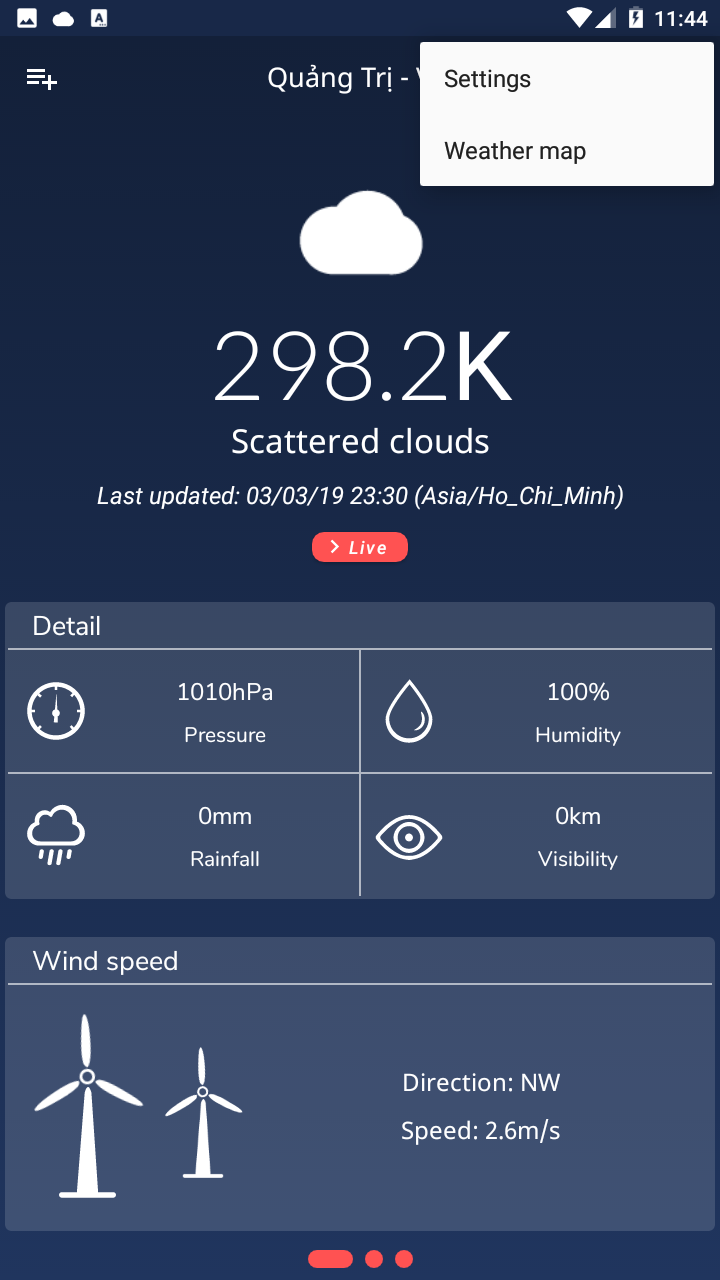 11:44
Quảng Trị -
Settings
Weather map
298.2K
Scattered clouds
Last updated: 03/03/19 23:30 (Asia/Ho_Chi_Minh)
Live
Detail
1010hPa
Pressure
100%
Humidity
0mm
Rainfall
0km
Visibility
Wind speed
Direction: NW
Speed: 2.6m/s